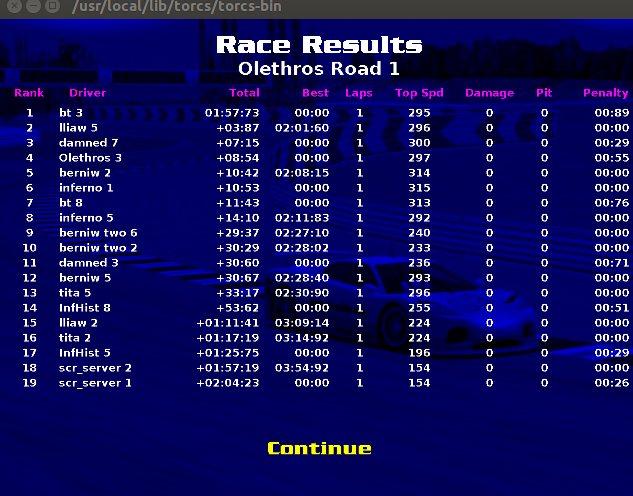 /usr/local/lib/torcs/torcs-bin
Race Results
Olethros Road 1
Rank Driver Total Best Laps Top Spd Damage Pit Penalty
1 bt 3 01:57:73 00:00 1 295 0 0 00:89
2 lliaw 5 +03:87 02:01:60 1 296 0 0 00:00
3 damned 7 +07:15 00:00 1 300 0 0 00:29
4 Olethros 3 +08:54 00:00 1 297 0 0 00:55
5 berniw 2 +10:42 02:08:15 1 314 0 0 00:00
6 inferno 1 +10:53 00:00 1 315 0 0 00:00
7 bt 8 +11:43 00:00 1 313 0 0 00:76
8 inferno 5 +14:10 02:11:83 1 292 0 0 00:00
9 berniw two 6 +29:37 02:27:10 1 240 0 0 00:00
10 berniw two 2 +30:29 02:28:02 1 233 0 0 00:00
11 damned 3 +30:60 00:00 1 236 0 0 00:71
12 berniw 5 +30:67 02:28:40 1 293 0 0 00:00
13 tita 5 +33:17 02:30:90 1 296 0 0 00:00
14 InfHist 8 +53:62 00:00 1 255 0 0 00:51
15 lliaw 2 +01:11:41 03:09:14 1 224 0 0 00:00
16 tita 2 +01:17:19 03:14:92 1 224 0 0 00:00
17 InfHist 5 +01:25:75 00:00 1 196 0 0 00:29
18 scr_server 2 +01:57:19 03:54:92 1 154 0 0 00:00
19 scr_server 1 +02:04:23 00:00 1 154 0 0 00:26
Continue